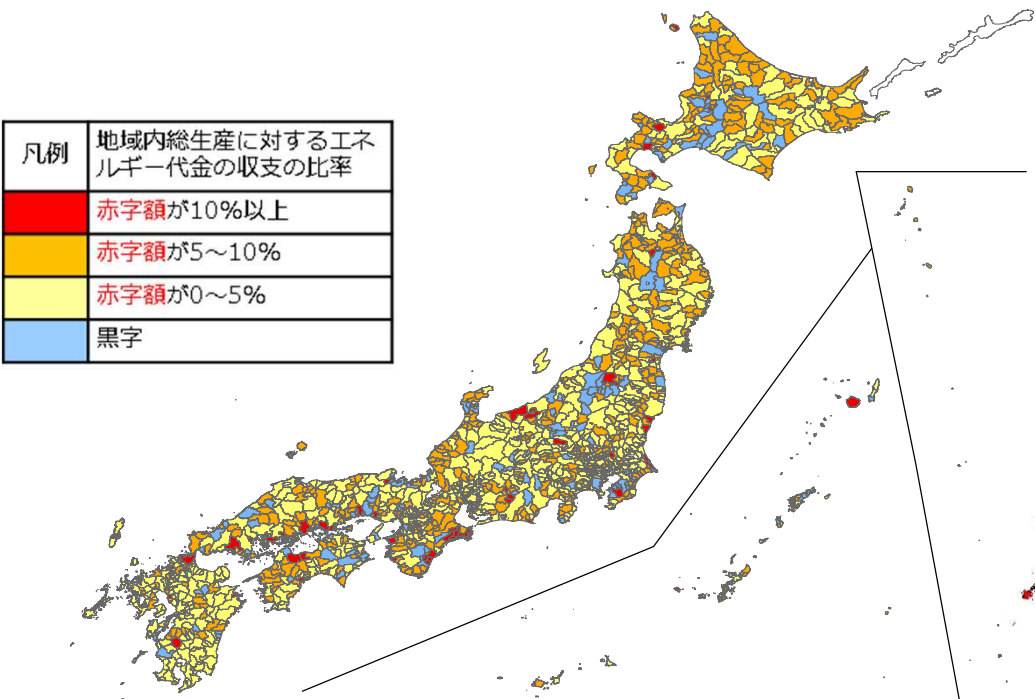 凡例
地域内総生産に対するエネ
ルギー代金の収支の比率
赤字額が10%以上
赤字額が5～10%
赤字額が0～5%
黒字